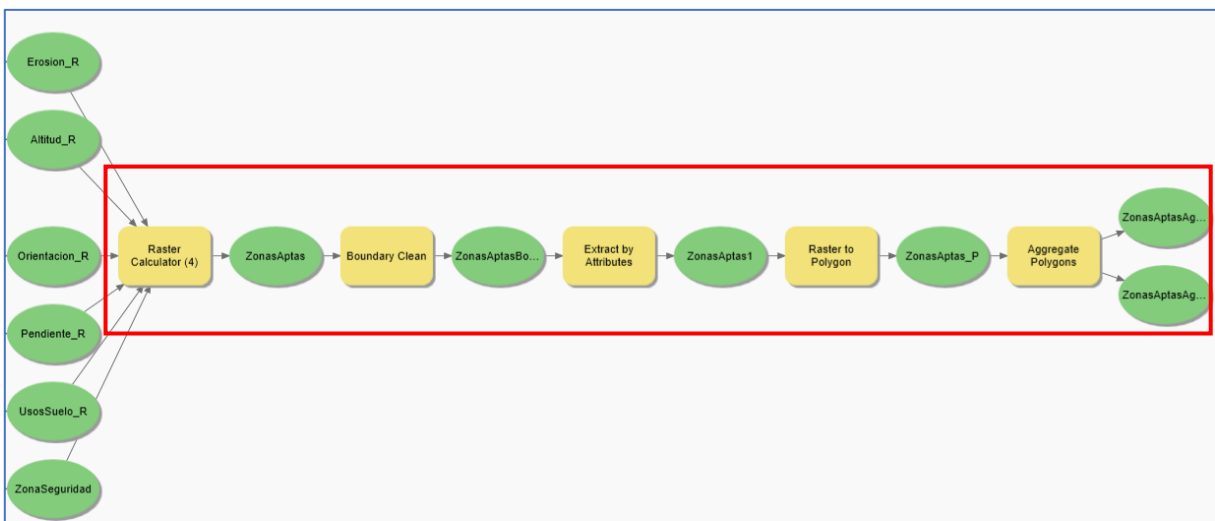 Erosion_R
Altitud_R
Orientacion_R
Pendiente_R
UsosSuelo_R
ZonaSeguridad
Raster
Calculator (4)
ZonasAptas
Boundary Clean
ZonasAptasBo...
Extract by
Attributes
ZonasAptas1
Raster to
Polygon
ZonasAptas_P
Aggregate
Polygons
ZonasAptasAg...
ZonasAptasAg...